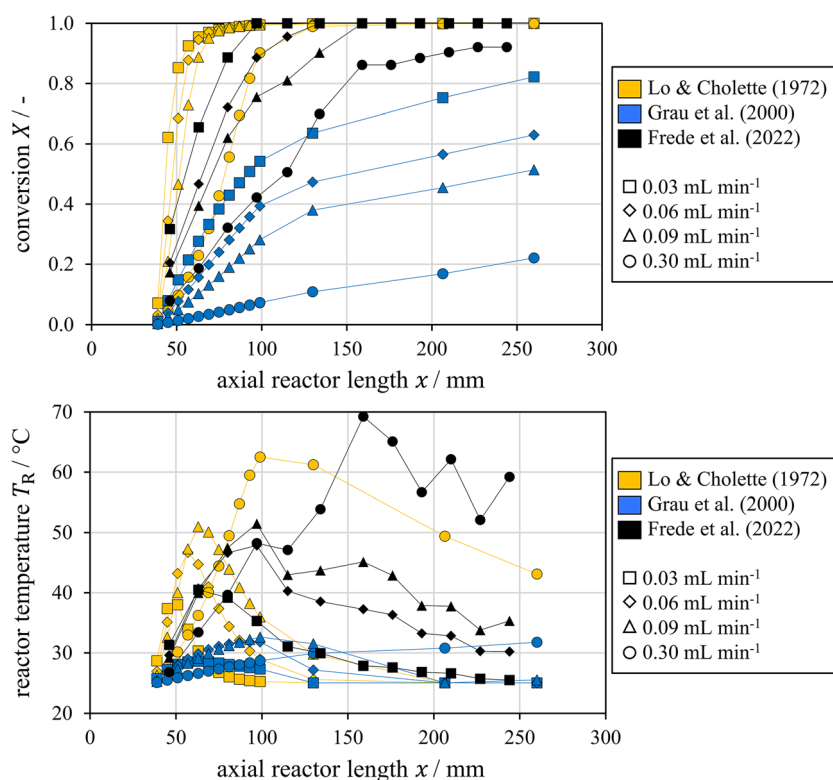 1.0
0.8
0.6
0.4
0.2
0.0
conversion X / -
0 50 100 150 200 250 300
axial reactor length x / mm
Lo & Cholette (1972)
Grau et al. (2000)
Frede et al. (2022)
0.03 mL min⁻¹
0.06 mL min⁻¹
0.09 mL min⁻¹
0.30 mL min⁻¹
70
60
50
40
30
20
reactor temperature T_R / °C
0 50 100 150 200 250 300
axial reactor length x / mm
Lo & Cholette (1972)
Grau et al. (2000)
Frede et al. (2022)
0.03 mL min⁻¹
0.06 mL min⁻¹
0.09 mL min⁻¹
0.30 mL min⁻¹